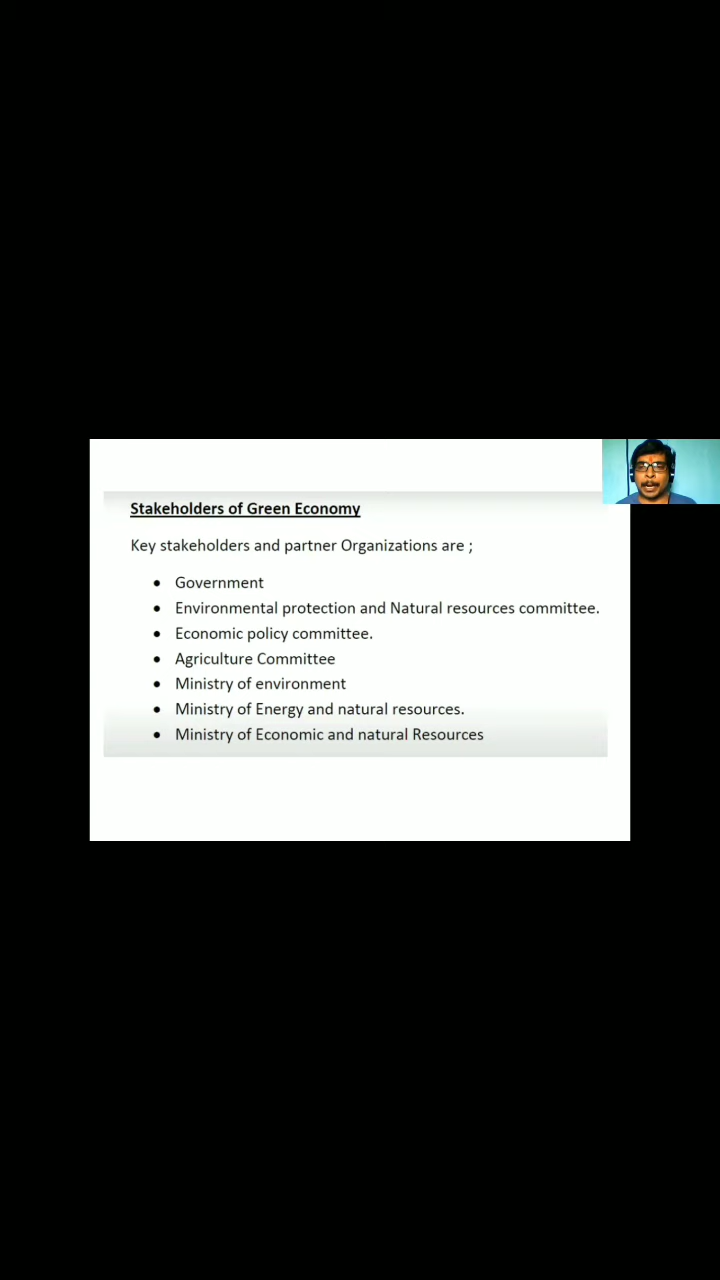 Stakeholders of Green Economy
Key stakeholders and partner Organizations are ;
• Government
• Environmental protection and Natural resources committee.
• Economic policy committee.
• Agriculture Committee
• Ministry of environment
• Ministry of Energy and natural resources.
• Ministry of Economic and natural Resources